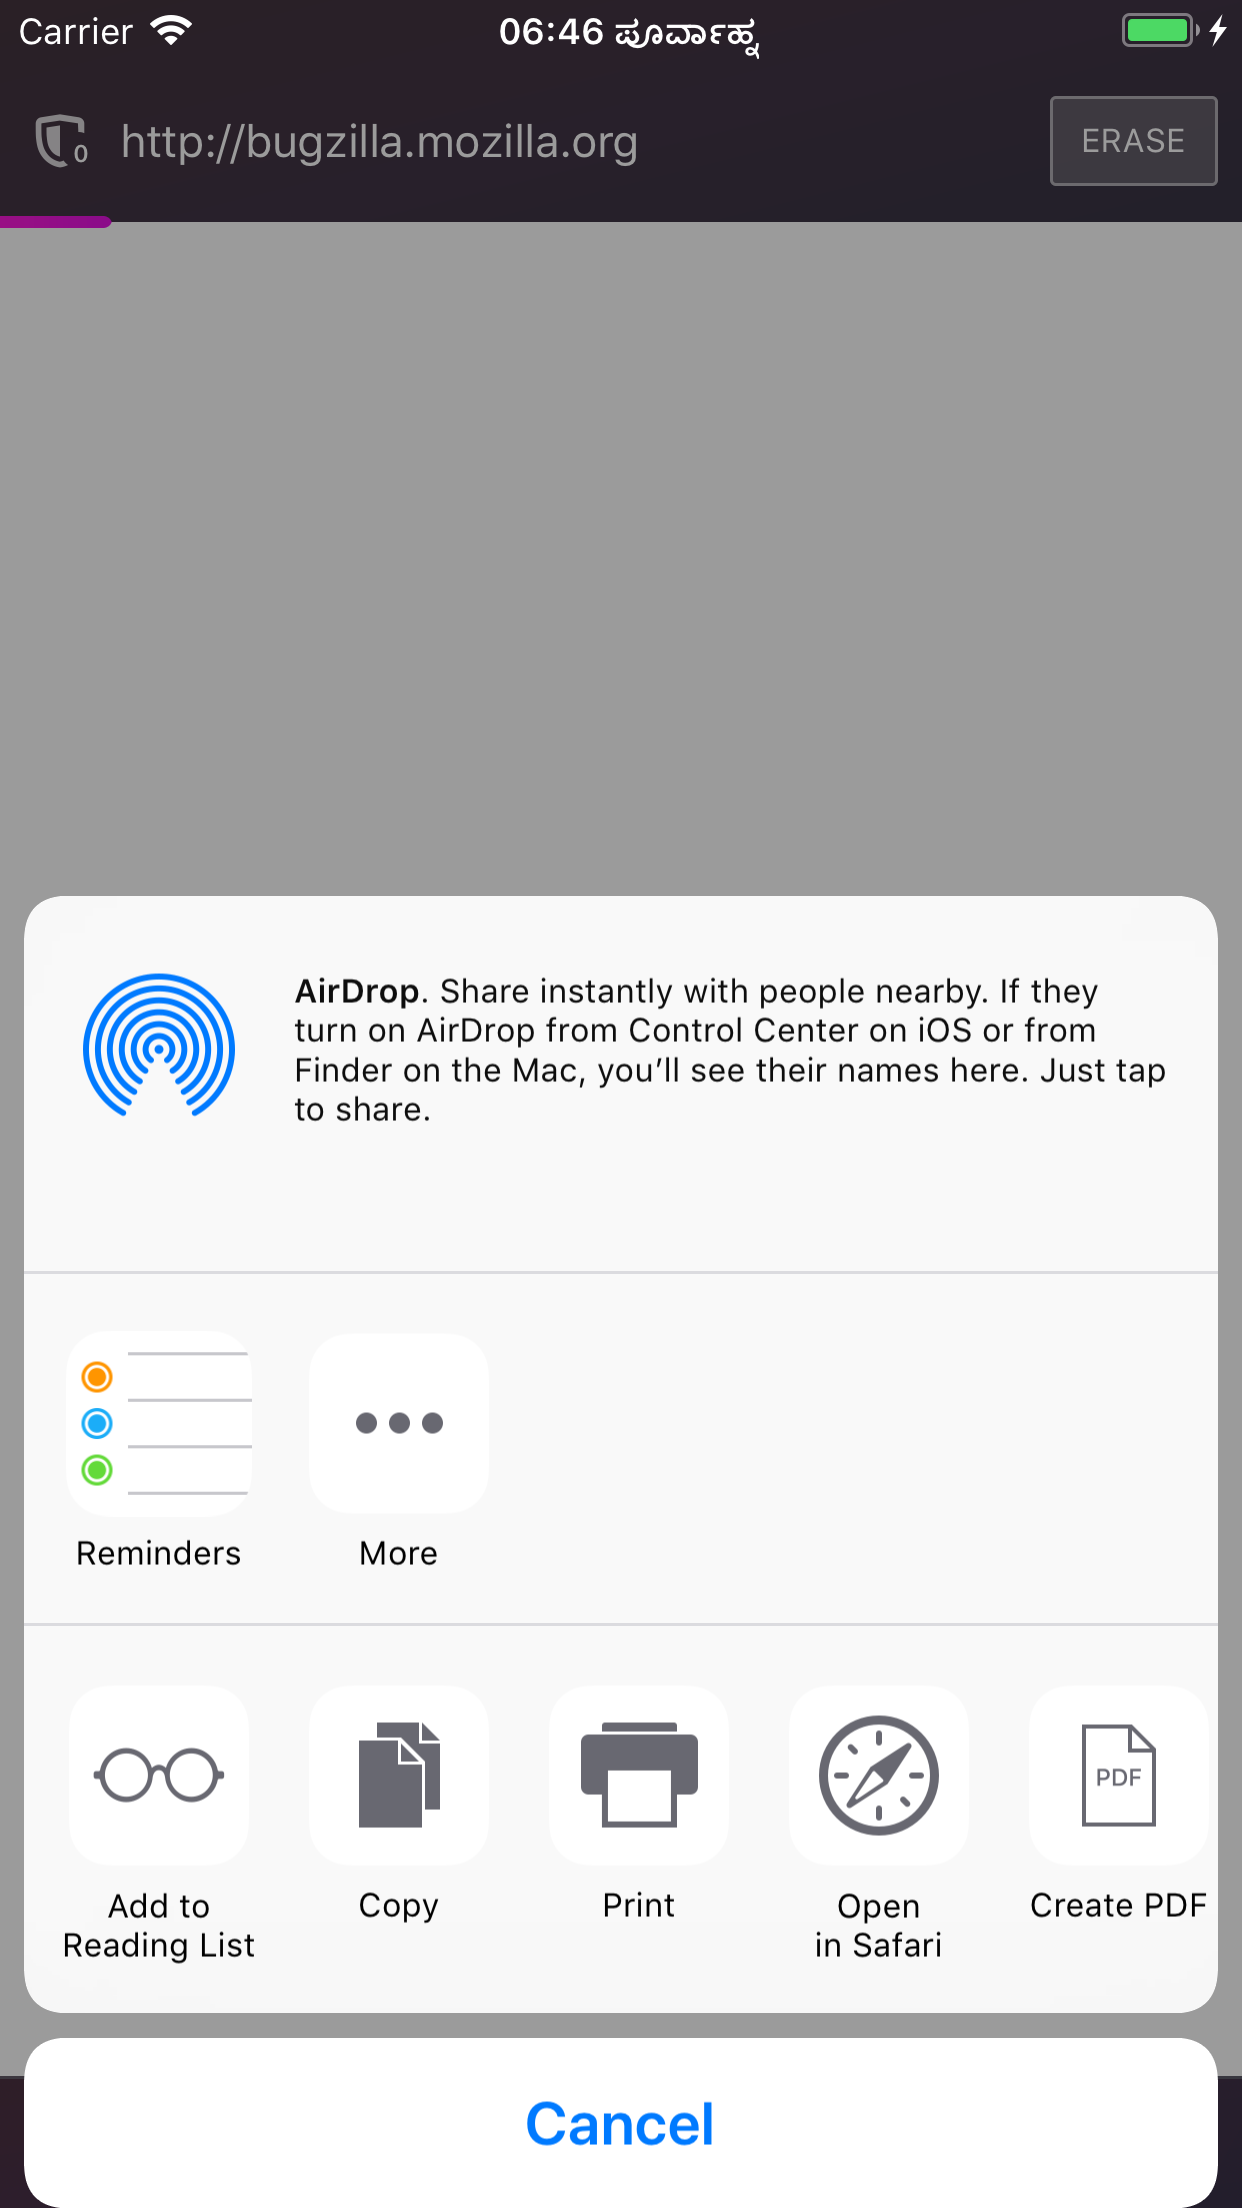 Carrier
06:46 ಪೂರ್ವಾಹ್ನ
0
http://bugzilla.mozilla.org
ERASE
AirDrop. Share instantly with people nearby. If they
turn on AirDrop from Control Center on iOS or from
Finder on the Mac, you’ll see their names here. Just tap
to share.
Reminders
More
PDF
Add to
Reading List
Copy
Print
Open
in Safari
Create PDF
Cancel